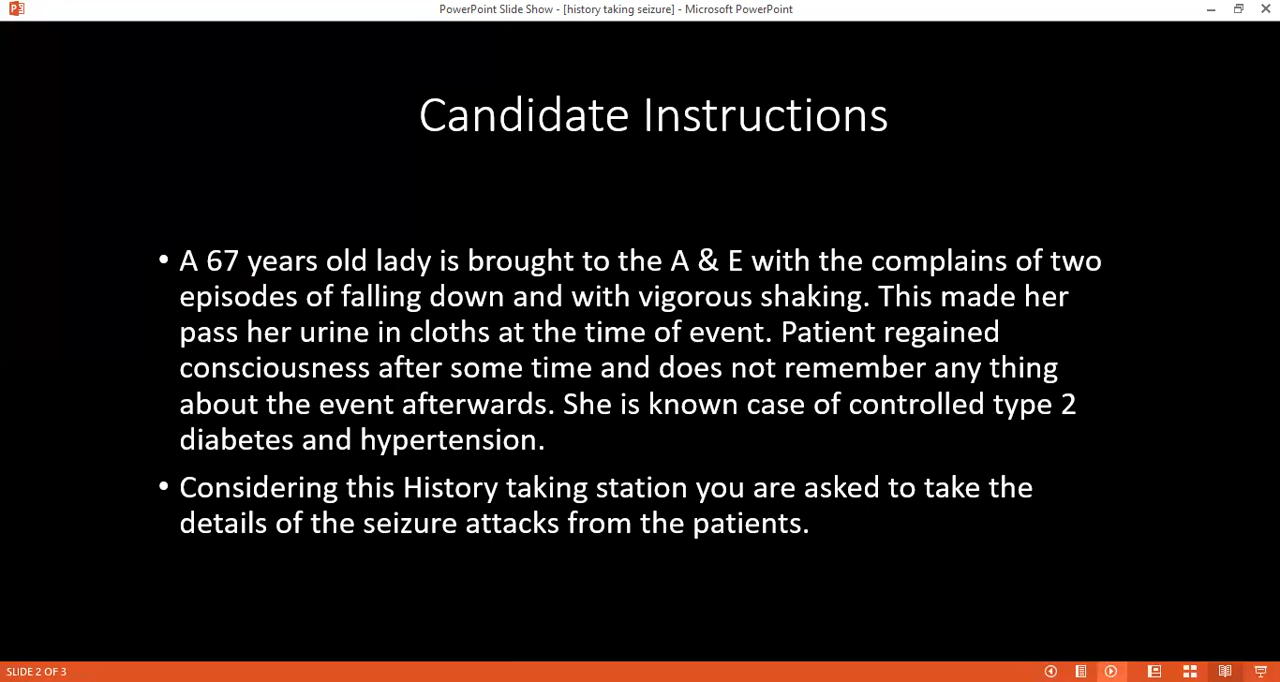 PowerPoint Slide Show - [history taking seizure] - Microsoft PowerPoint
Candidate Instructions
• A 67 years old lady is brought to the A & E with the complains of two
episodes of falling down and with vigorous shaking. This made her
pass her urine in cloths at the time of event. Patient regained
consciousness after some time and does not remember any thing
about the event afterwards. She is known case of controlled type 2
diabetes and hypertension.
• Considering this History taking station you are asked to take the
details of the seizure attacks from the patients.
SLIDE 2 OF 3